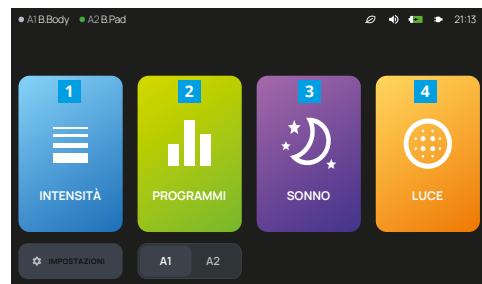 A1 B.Body A2 B.Pad 21:13
1 2 3 4
INTENSITÀ PROGRAMMI SONNO LUCE
IMPOSTAZIONI A1 A2